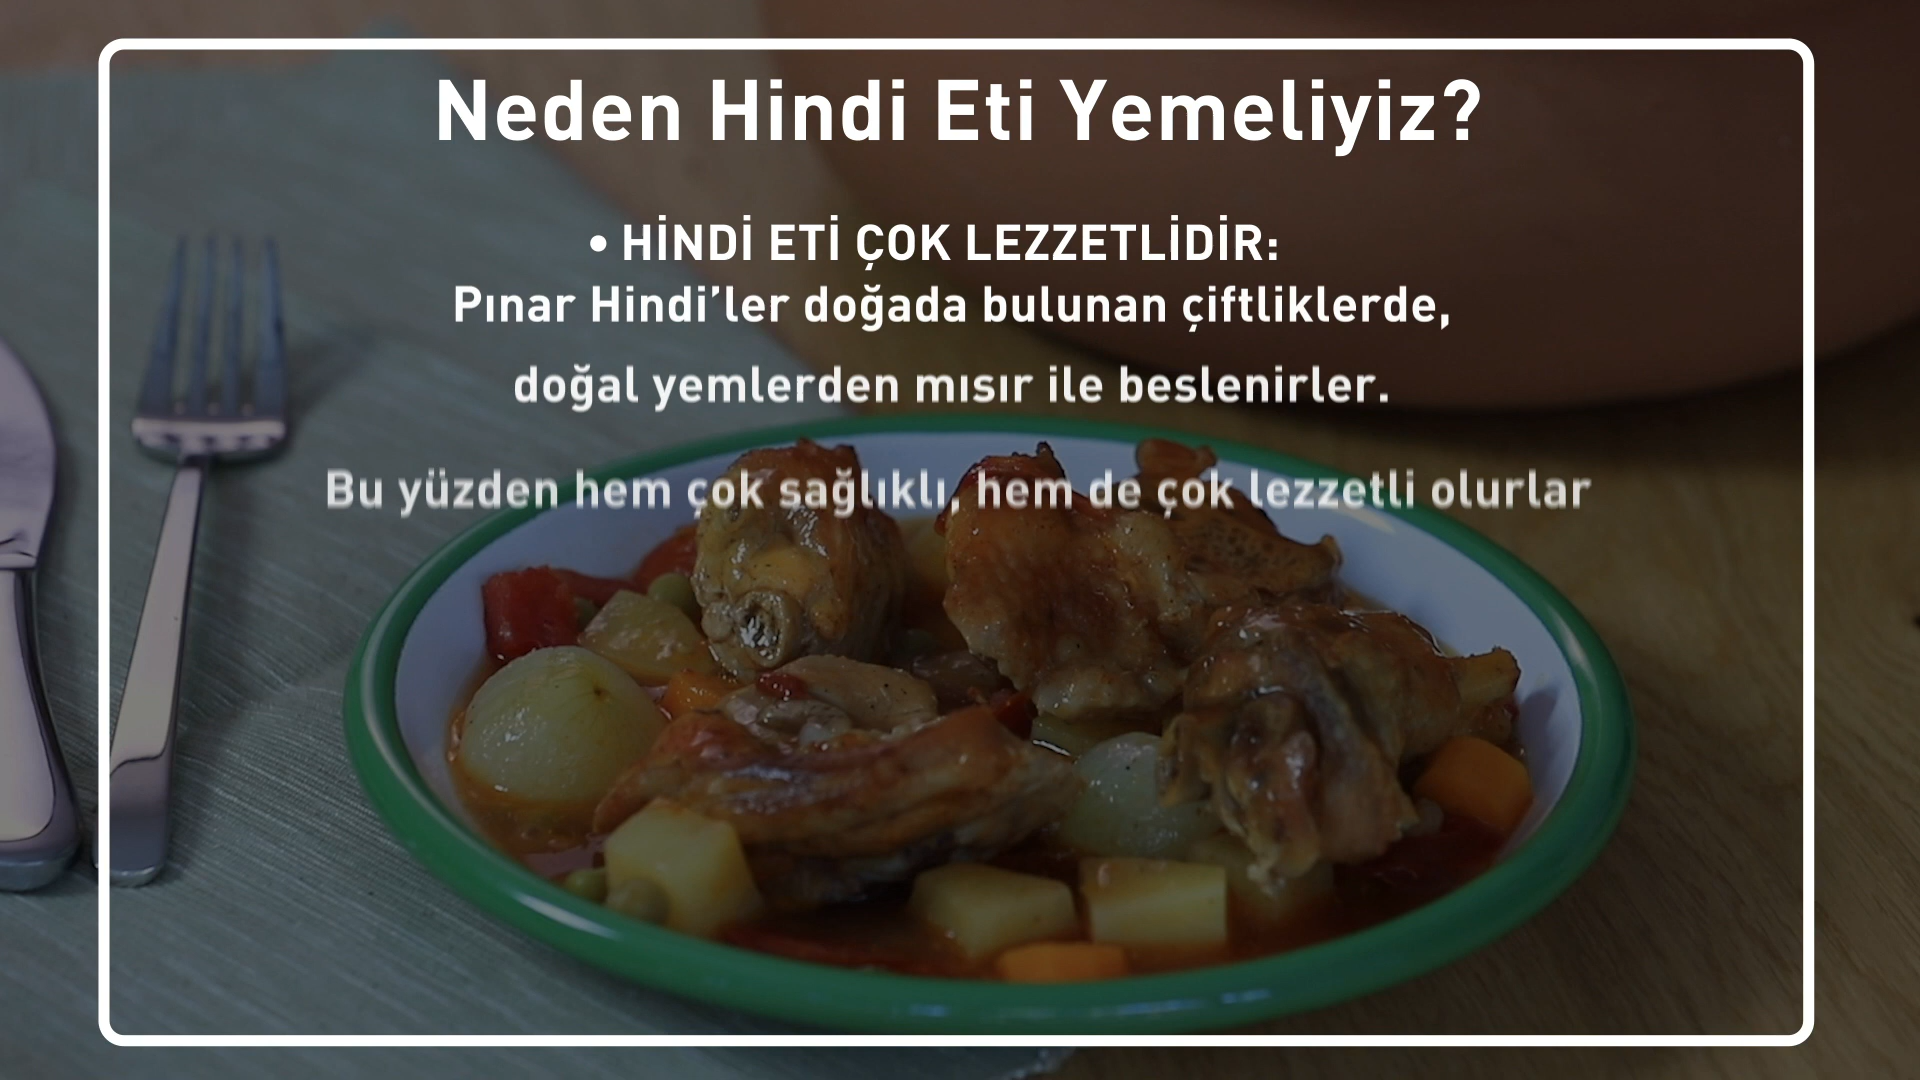 Neden Hindi Eti Yemeliyiz?
• HİNDİ ETİ ÇOK LEZZETLİDİR:
Pınar Hindi’ler doğada bulunan çiftliklerde,
doğal yemlerden mısır ile beslenirler.
Bu yüzden hem çok sağlıklı, hem de çok lezzetli olurlar